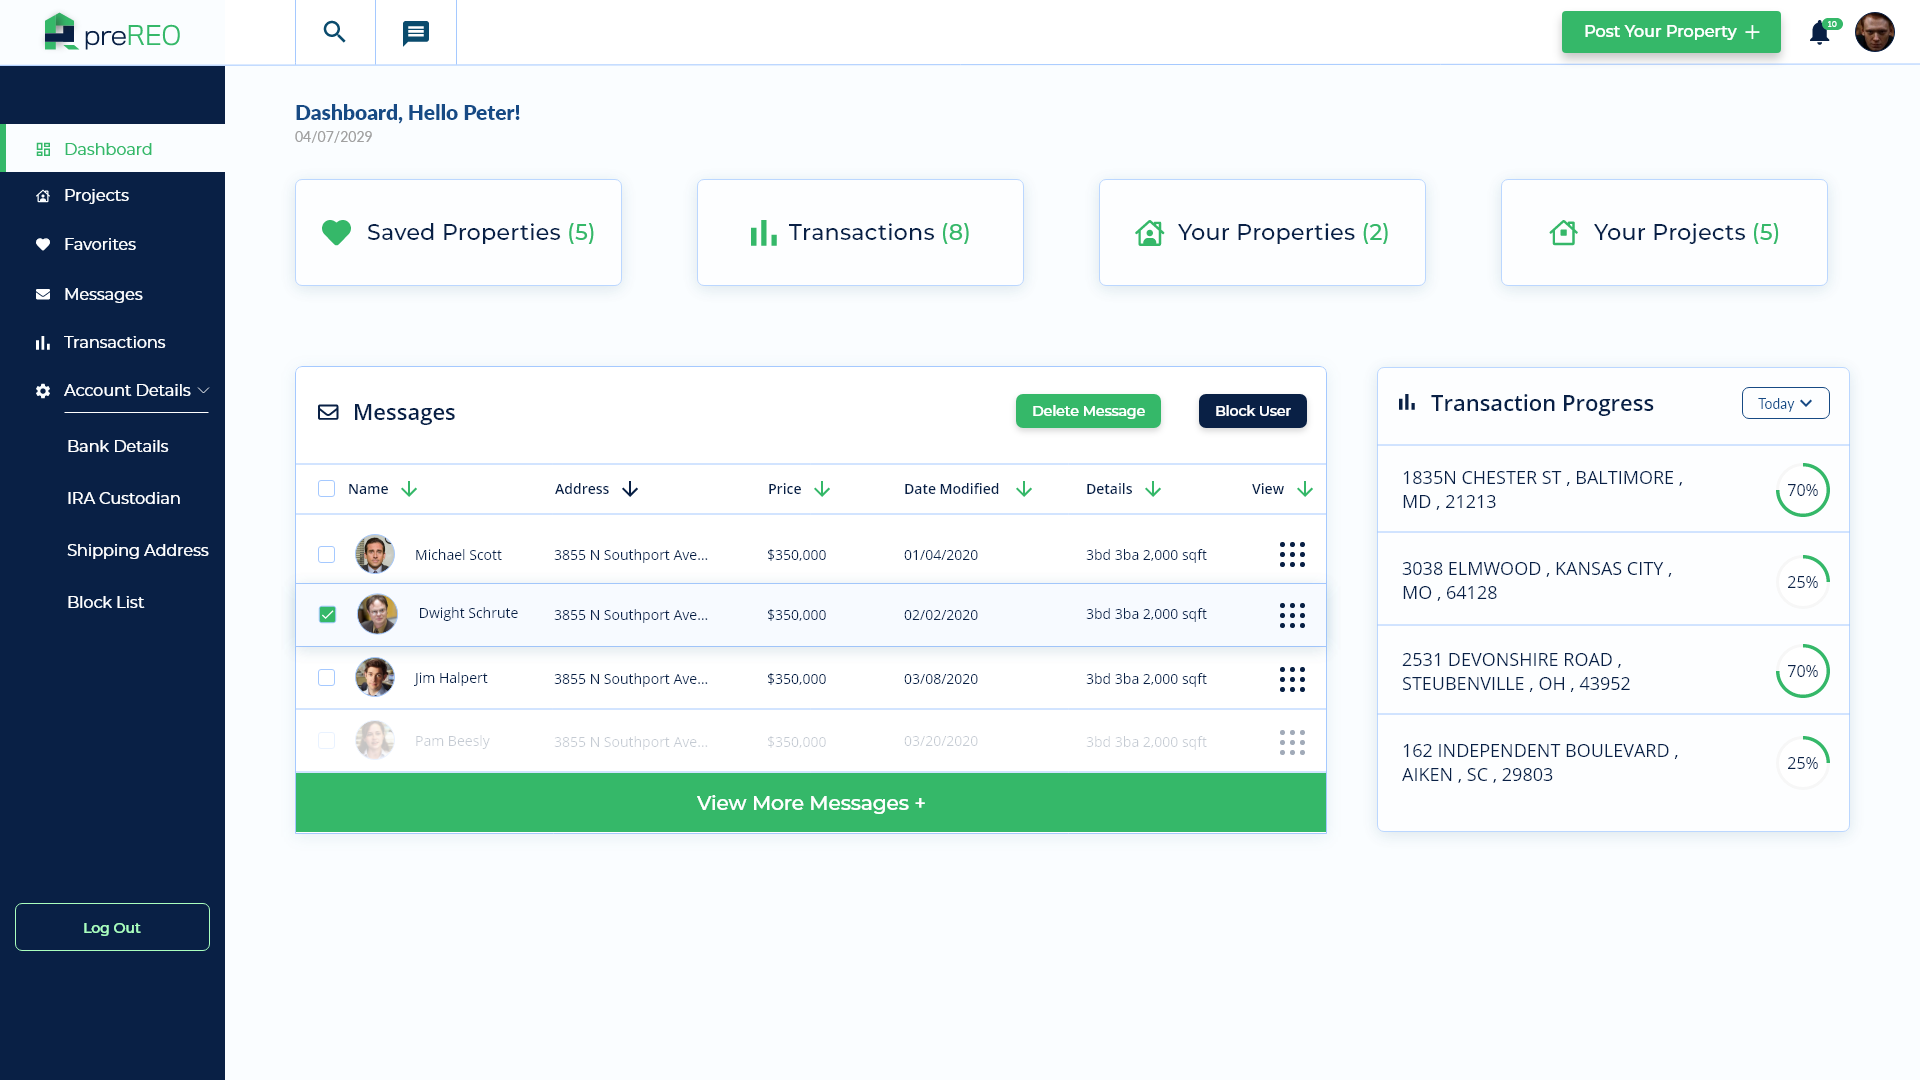 preREO
Post Your Property +
10
Dashboard
Projects
Favorites
Messages
Transactions
Account Details
Bank Details
IRA Custodian
Shipping Address
Block List
Log Out
Dashboard, Hello Peter!
04/07/2029
Saved Properties (5)
Transactions (8)
Your Properties (2)
Your Projects (5)
Messages
Delete Message
Block User
Name Address Price Date Modified Details View
Michael Scott 3855 N Southport Ave... $350,000 01/04/2020 3bd 3ba 2,000 sqft
Dwight Schrute 3855 N Southport Ave... $350,000 02/02/2020 3bd 3ba 2,000 sqft
Jim Halpert 3855 N Southport Ave... $350,000 03/08/2020 3bd 3ba 2,000 sqft
Pam Beesly 3855 N Southport Ave... $350,000 03/20/2020 3bd 3ba 2,000 sqft
View More Messages +
Transaction Progress
Today
1835N CHESTER ST , BALTIMORE ,
MD , 21213
70%
3038 ELMWOOD , KANSAS CITY ,
MO , 64128
25%
2531 DEVONSHIRE ROAD ,
STEUBENVILLE , OH , 43952
70%
162 INDEPENDENT BOULEVARD ,
AIKEN , SC , 29803
25%